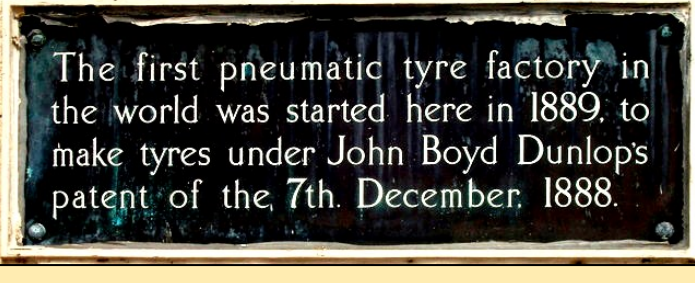 The first pneumatic tyre factory in
the world was started here in 1889, to
make tyres under John Boyd Dunlop's
patent of the 7th. December, 1888.